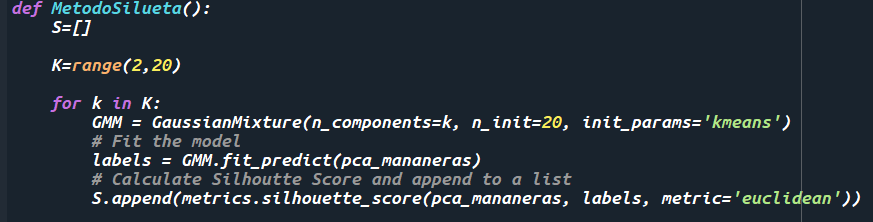 def MetodoSilueta():
    S=[]
    K=range(2,20)
    for k in K:
        GMM = GaussianMixture(n_components=k, n_init=20, init_params='kmeans')
        # Fit the model
        labels = GMM.fit_predict(pca_mananeras)
        # Calculate Silhoutte Score and append to a list
        S.append(metrics.silhouette_score(pca_mananeras, labels, metric='euclidean'))